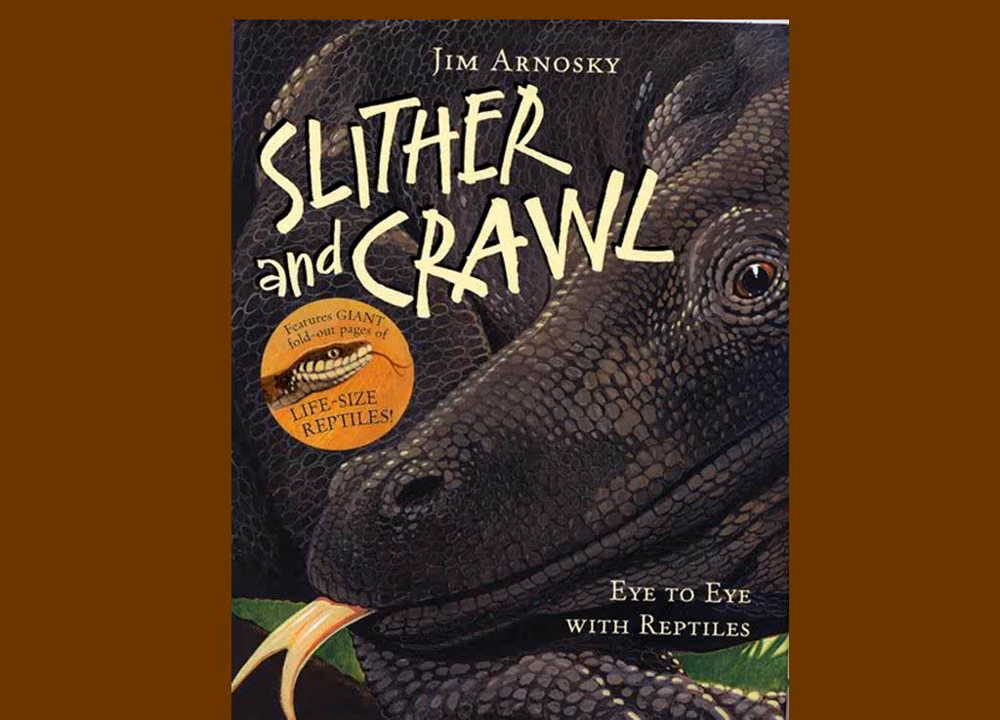 JIM ARNOSKY
SLITHER
and CRAWL
Features GIANT
fold-out pages of
LIFE-SIZE
REPTILES!
EYE TO EYE
WITH REPTILES